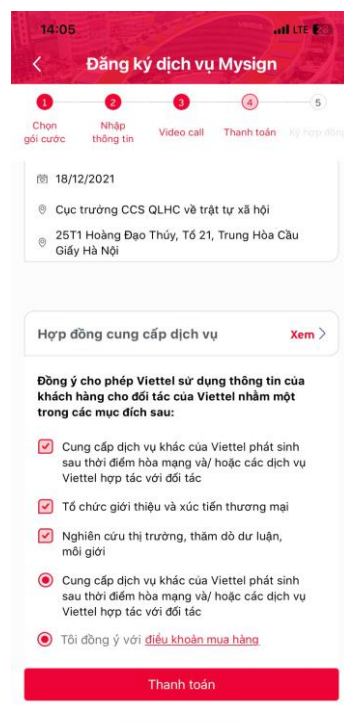 14:05
LTE
Đăng ký dịch vụ Mysign
1
2
3
4
5
Chọn
gói cước
Nhập
thông tin
Video call
Thanh toán
Ký hợp đồng
18/12/2021
Cục trưởng CCS QLHC về trật tự xã hội
25T1 Hoàng Đạo Thúy, Tổ 21, Trung Hòa Cầu
Giấy Hà Nội
Hợp đồng cung cấp dịch vụ
Xem
Đồng ý cho phép Viettel sử dụng thông tin của
khách hàng cho đối tác của Viettel nhằm một
trong các mục đích sau:
Cung cấp dịch vụ khác của Viettel phát sinh
sau thời điểm hòa mạng và/ hoặc các dịch vụ
Viettel hợp tác với đối tác
Tổ chức giới thiệu và xúc tiến thương mại
Nghiên cứu thị trường, thăm dò dư luận,
môi giới
Cung cấp dịch vụ khác của Viettel phát sinh
sau thời điểm hòa mạng và/ hoặc các dịch vụ
Viettel hợp tác với đối tác
Tôi đồng ý với điều khoản mua hàng
Thanh toán